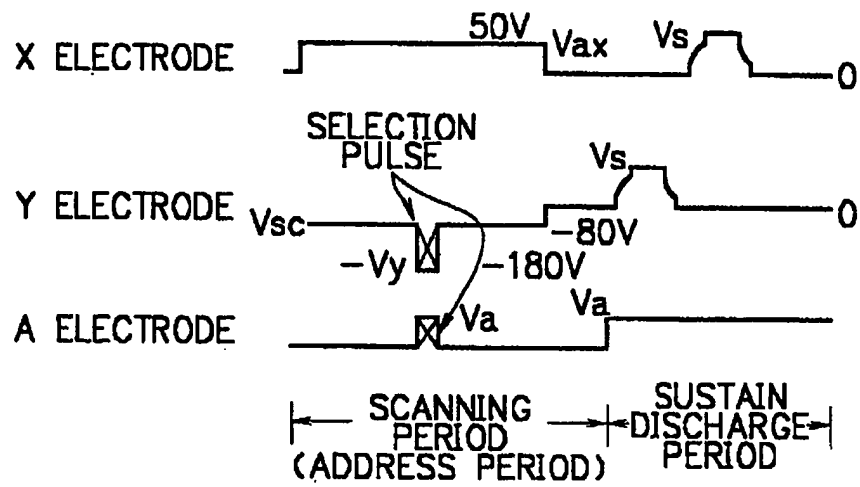 X ELECTRODE
50V
Vax
Vs
0
SELECTION
PULSE
Y ELECTRODE
Vsc
-Vy
-180V
-80V
Vs
0
A ELECTRODE
Va
Va
SCANNING
PERIOD
(ADDRESS PERIOD)
SUSTAIN
DISCHARGE
PERIOD